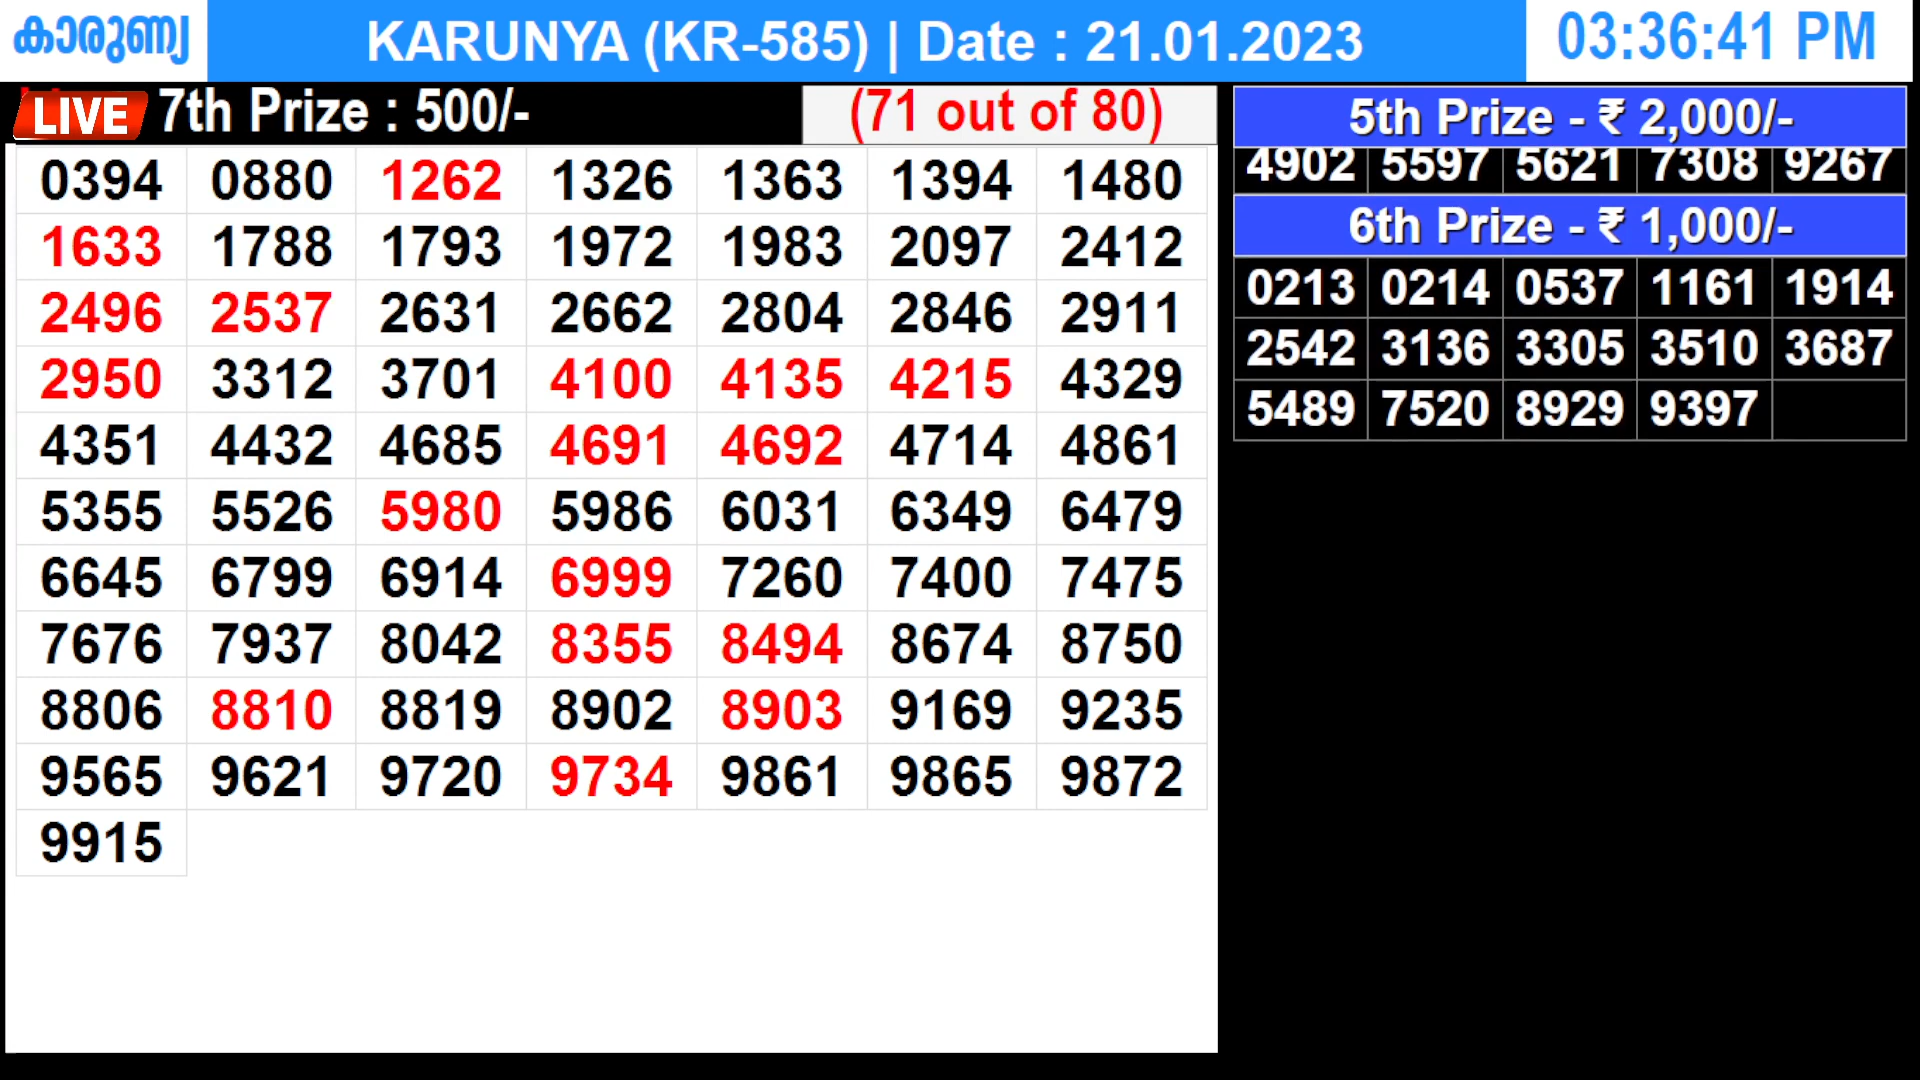 കാരുണ്യ KARUNYA (KR-585) | Date : 21.01.2023 03:36:41 PM
LIVE 7th Prize : 500/- (71 out of 80)
0394 0880 1262 1326 1363 1394 1480
1633 1788 1793 1972 1983 2097 2412
2496 2537 2631 2662 2804 2846 2911
2950 3312 3701 4100 4135 4215 4329
4351 4432 4685 4691 4692 4714 4861
5355 5526 5980 5986 6031 6349 6479
6645 6799 6914 6999 7260 7400 7475
7676 7937 8042 8355 8494 8674 8750
8806 8810 8819 8902 8903 9169 9235
9565 9621 9720 9734 9861 9865 9872
9915
5th Prize - ₹ 2,000/-
4902 5597 5621 7308 9267
6th Prize - ₹ 1,000/-
0213 0214 0537 1161 1914
2542 3136 3305 3510 3687
5489 7520 8929 9397